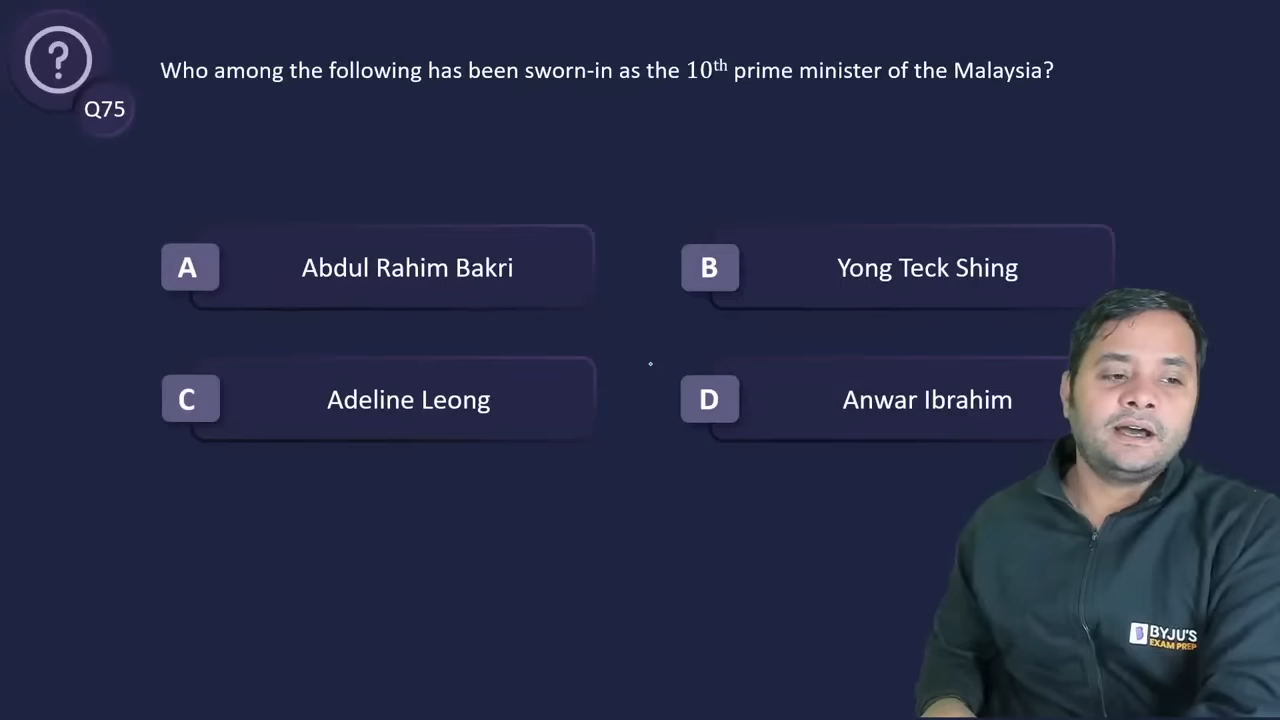 ?
Q75
Who among the following has been sworn-in as the 10th prime minister of the Malaysia?
A
Abdul Rahim Bakri
B
Yong Teck Shing
C
Adeline Leong
D
Anwar Ibrahim
BYJU'S
EXAM PREP